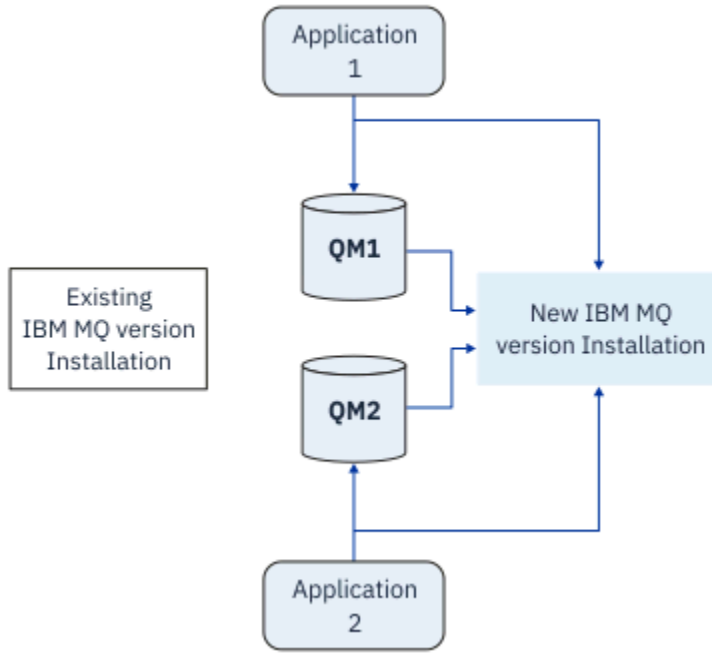 Application
1
QM1
Existing
IBM MQ version
Installation
New IBM MQ
version Installation
QM2
Application
2